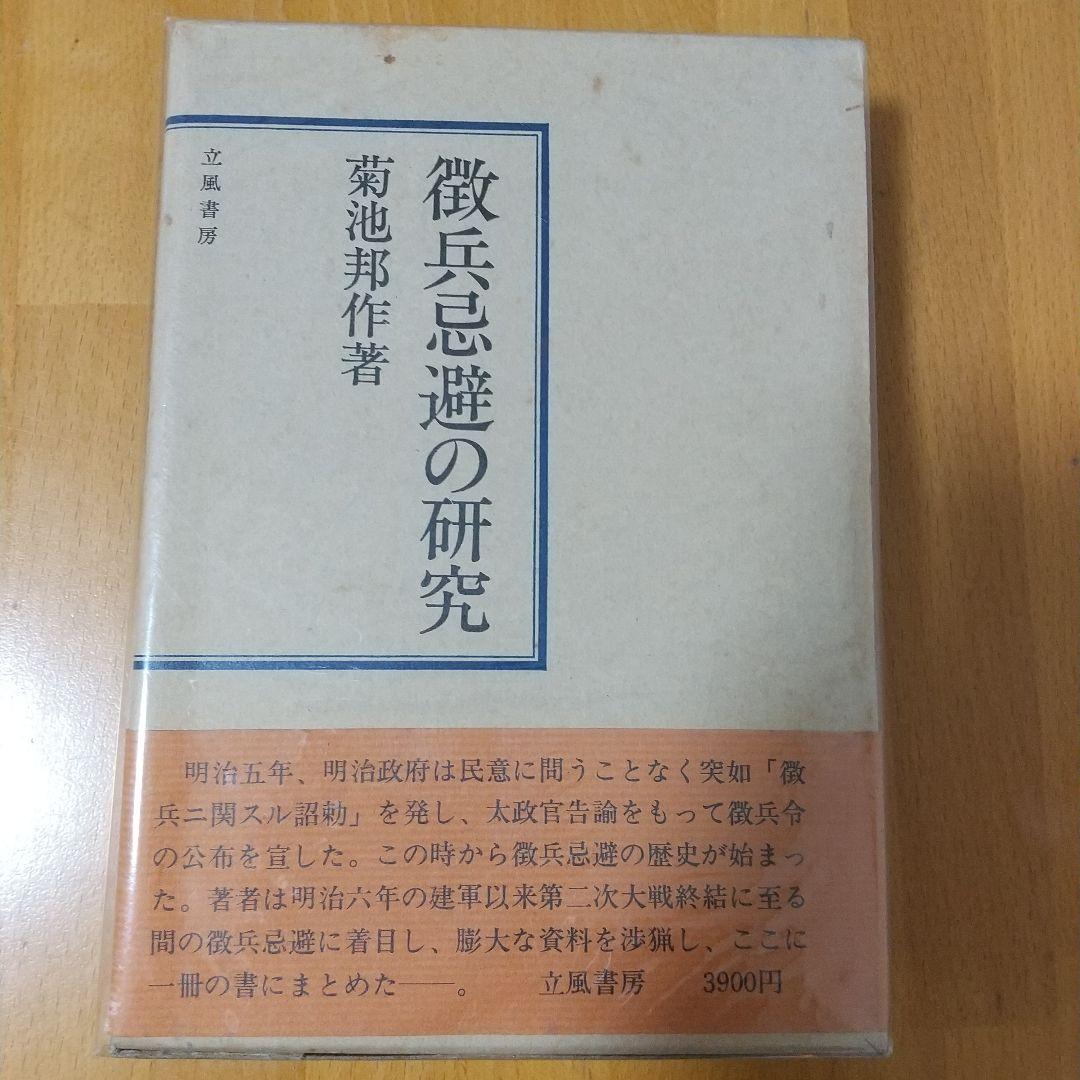 徴兵忌避の研究
菊池邦作著
立風書房
明治五年、明治政府は民意に問うことなく突如「徴
兵ニ関スル詔勅」を発し、太政官告諭をもって徴兵令
の公布を宣した。この時から徴兵忌避の歴史が始まっ
た。著者は明治六年の建軍以来第二次大戦終結に至る
間の徴兵忌避に着目し、膨大な資料を渉猟し、ここに
一冊の書にまとめた——。 立風書房 3900円